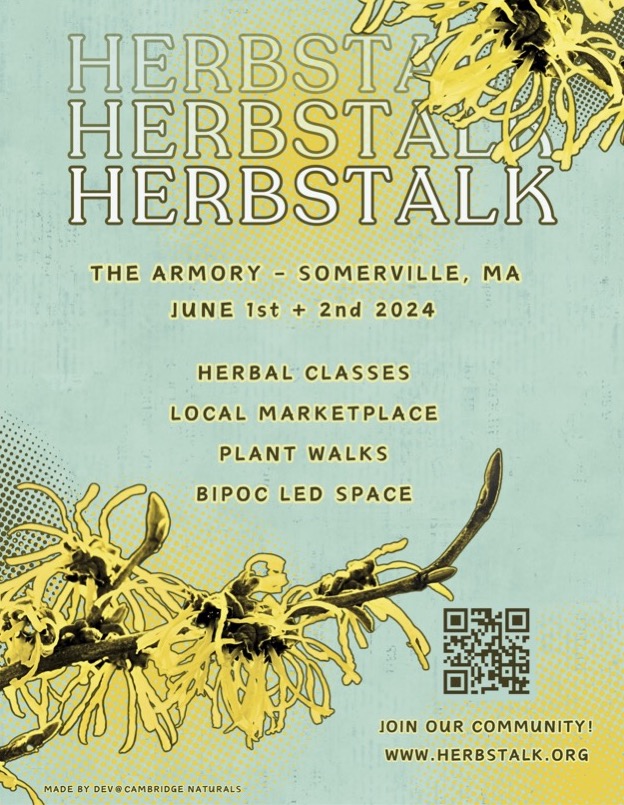 HERBSTALK
HERBSTALK
HERBSTALK
THE ARMORY - SOMERVILLE, MA
JUNE 1st + 2nd 2024
HERBAL CLASSES
LOCAL MARKETPLACE
PLANT WALKS
BIPOC LED SPACE
JOIN OUR COMMUNITY!
WWW.HERBSTALK.ORG
MADE BY DEV@CAMBRIDGE NATURALS